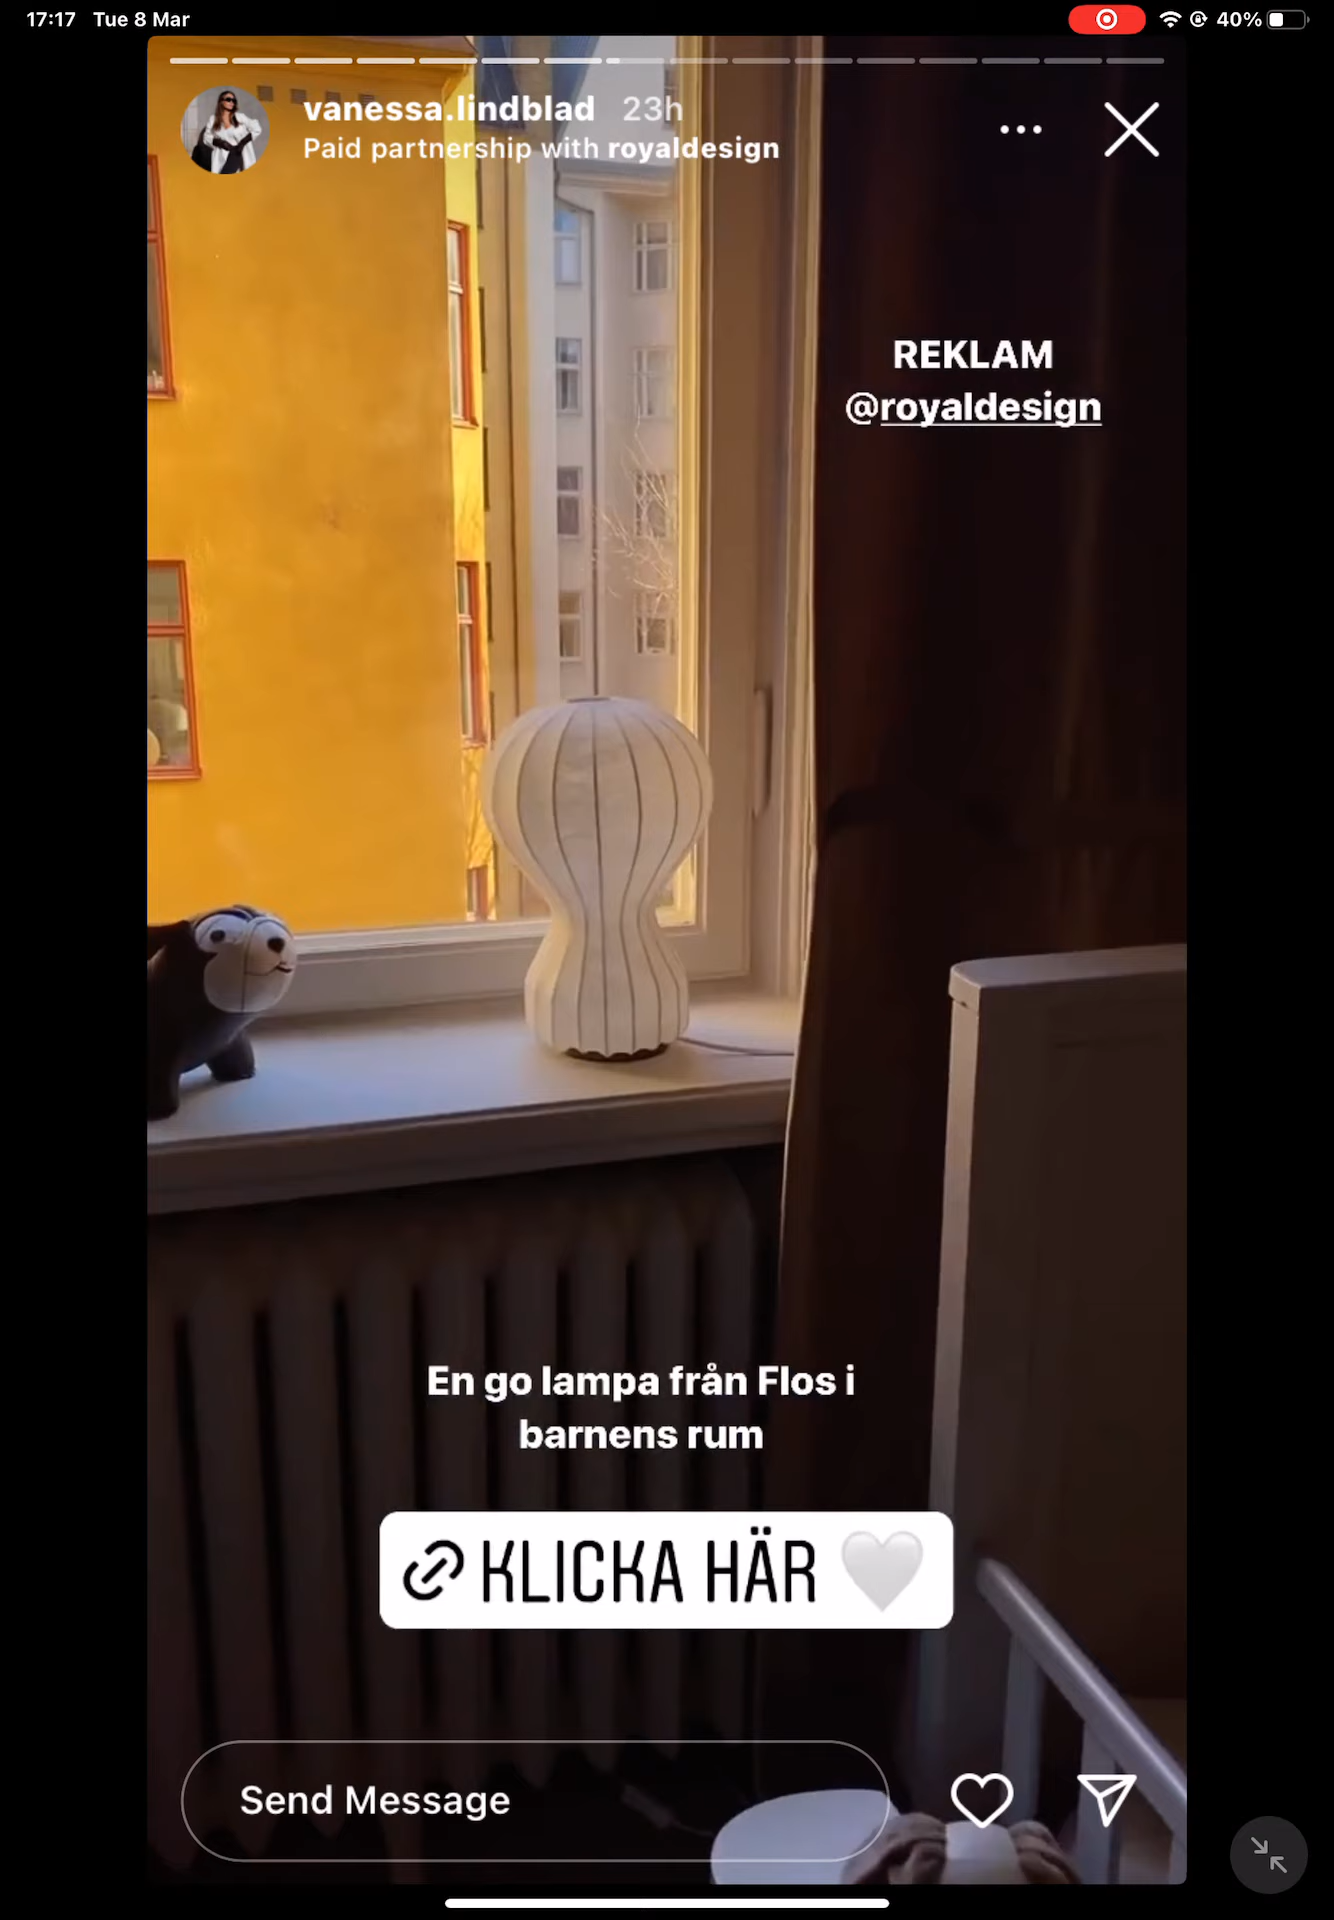 17:17 Tue 8 Mar
40%
vanessa.lindblad 23h
Paid partnership with royaldesign
REKLAM
@royaldesign
En go lampa från Flos i
barnens rum
KLICKA HÄR
Send Message